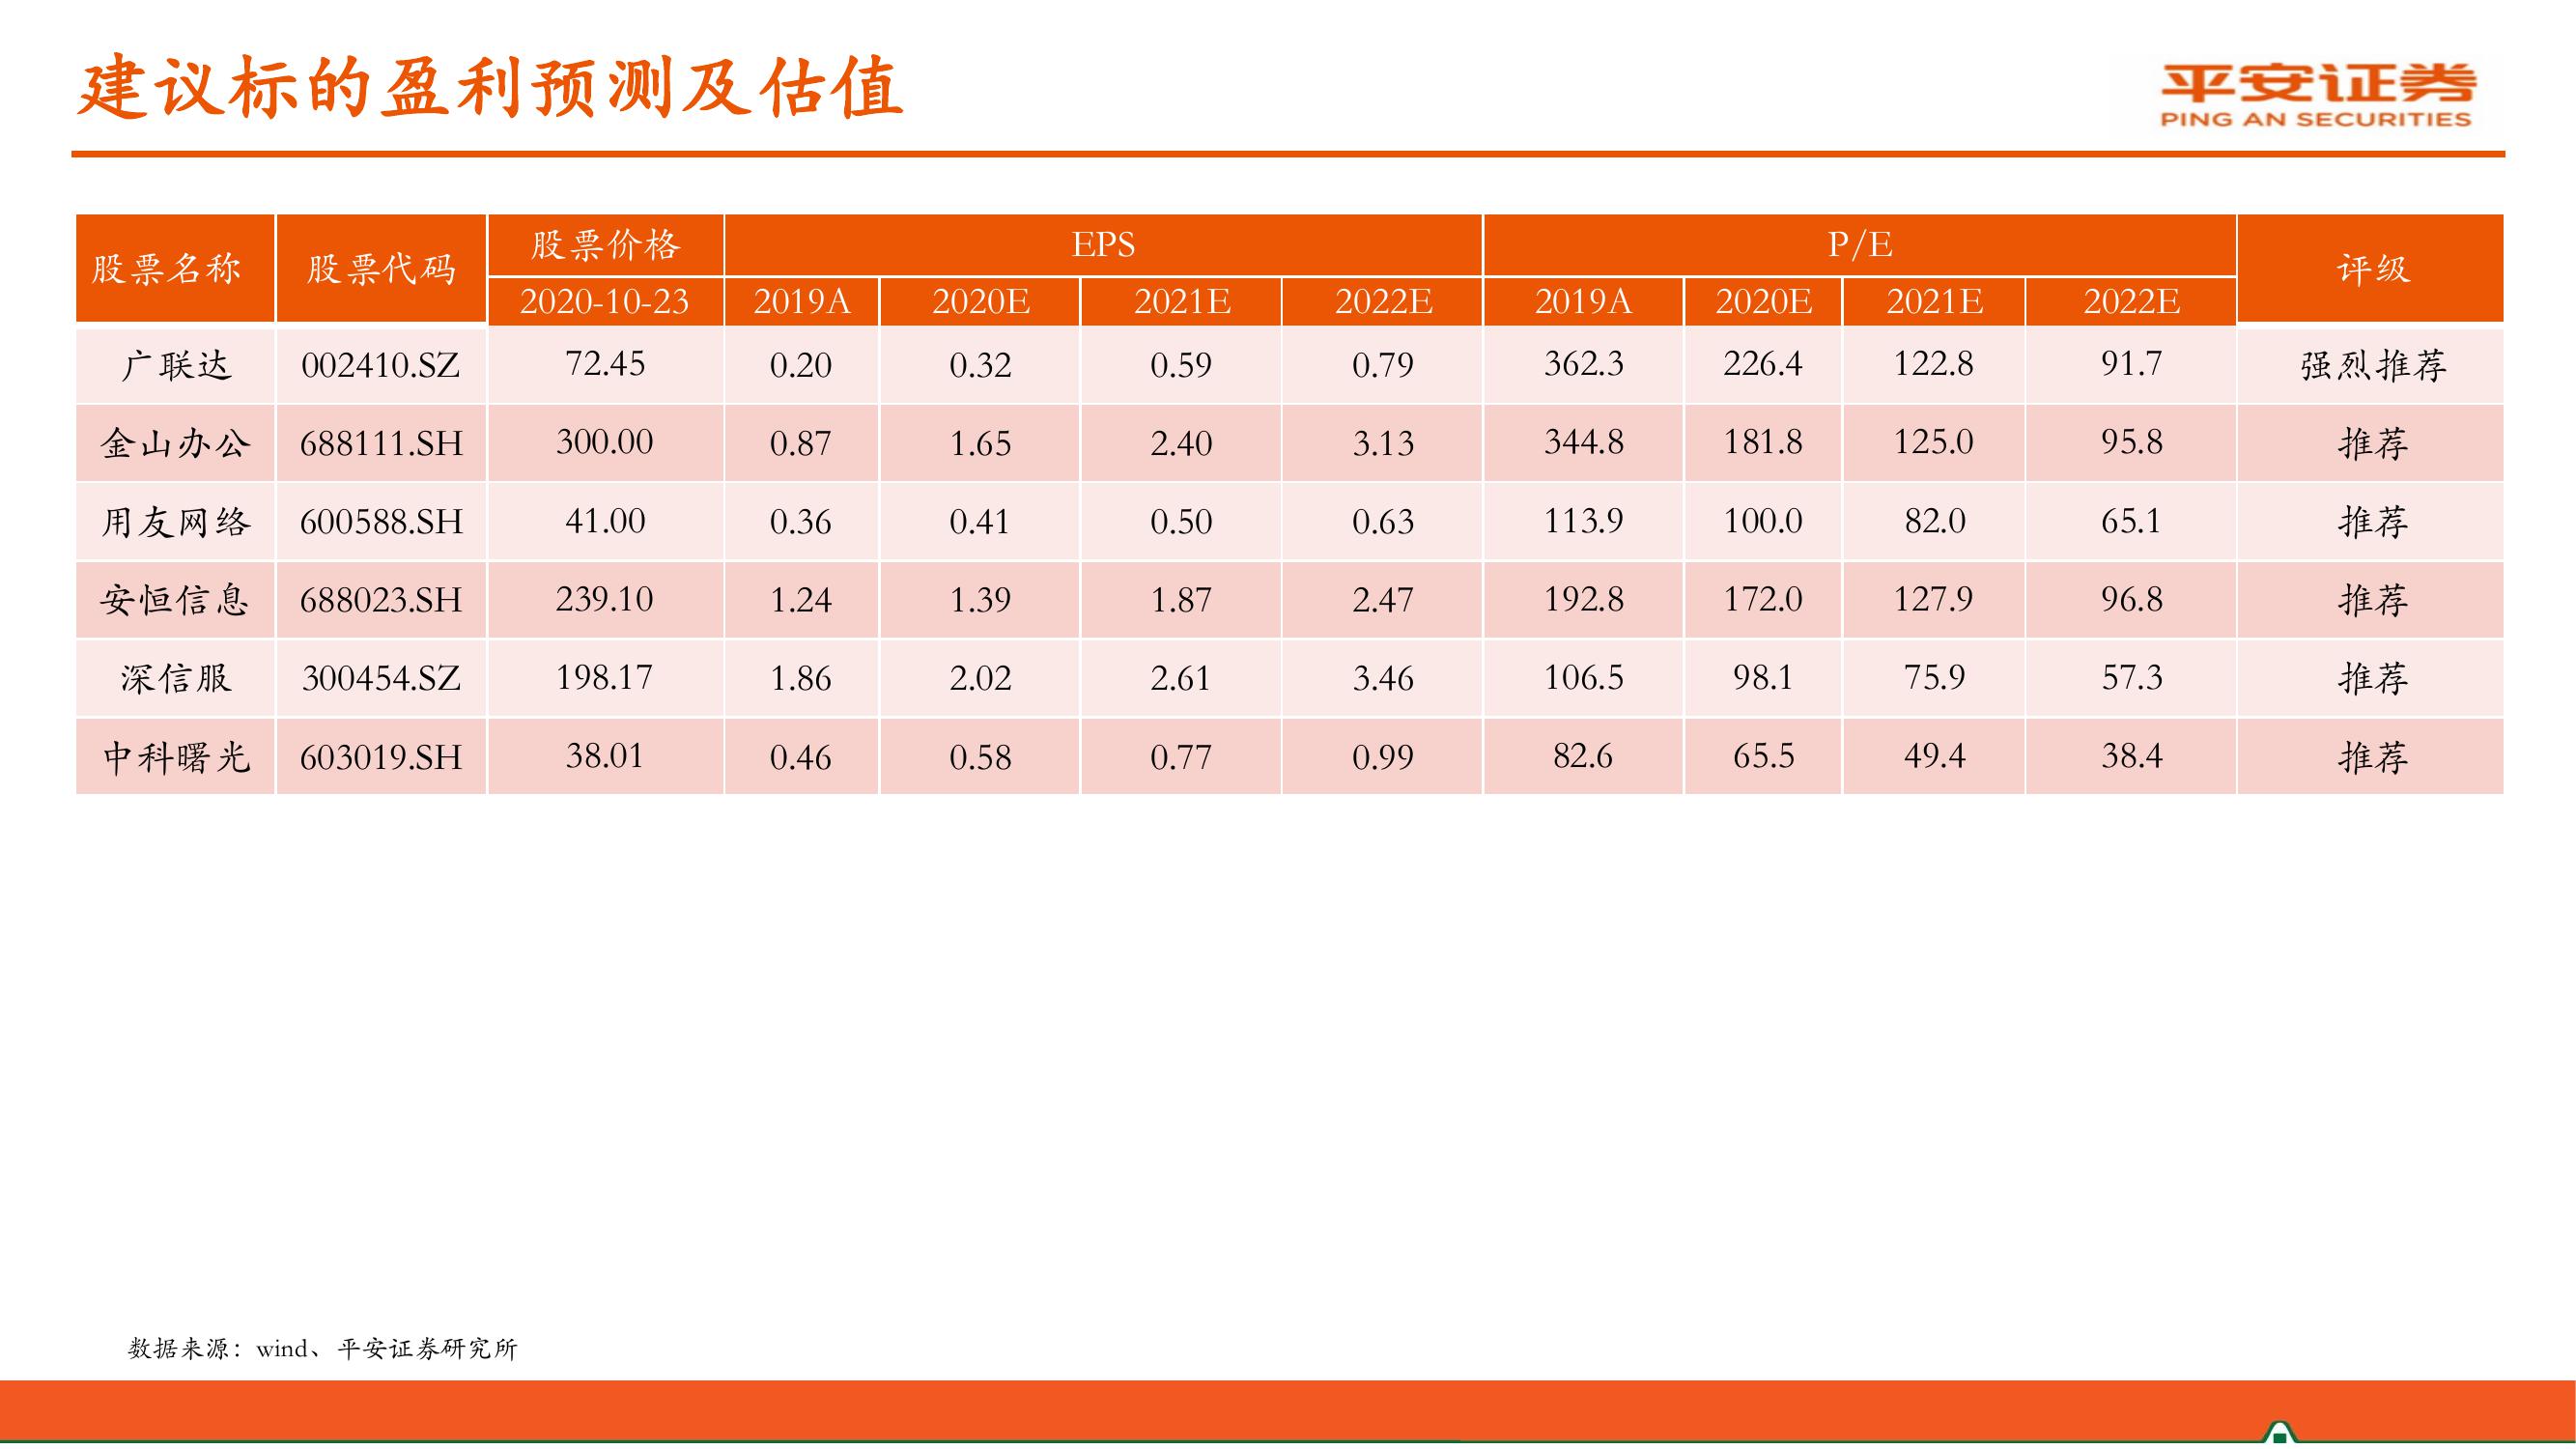 建议标的盈利预测及估值
平安证券
PING AN SECURITIES
股票名称 股票代码 股票价格 EPS P/E 评级
2020-10-23 2019A 2020E 2021E 2022E 2019A 2020E 2021E 2022E
广联达 002410.SZ 72.45 0.20 0.32 0.59 0.79 362.3 226.4 122.8 91.7 强烈推荐
金山办公 688111.SH 300.00 0.87 1.65 2.40 3.13 344.8 181.8 125.0 95.8 推荐
用友网络 600588.SH 41.00 0.36 0.41 0.50 0.63 113.9 100.0 82.0 65.1 推荐
安恒信息 688023.SH 239.10 1.24 1.39 1.87 2.47 192.8 172.0 127.9 96.8 推荐
深信服 300454.SZ 198.17 1.86 2.02 2.61 3.46 106.5 98.1 75.9 57.3 推荐
中科曙光 603019.SH 38.01 0.46 0.58 0.77 0.99 82.6 65.5 49.4 38.4 推荐
数据来源：wind、平安证券研究所